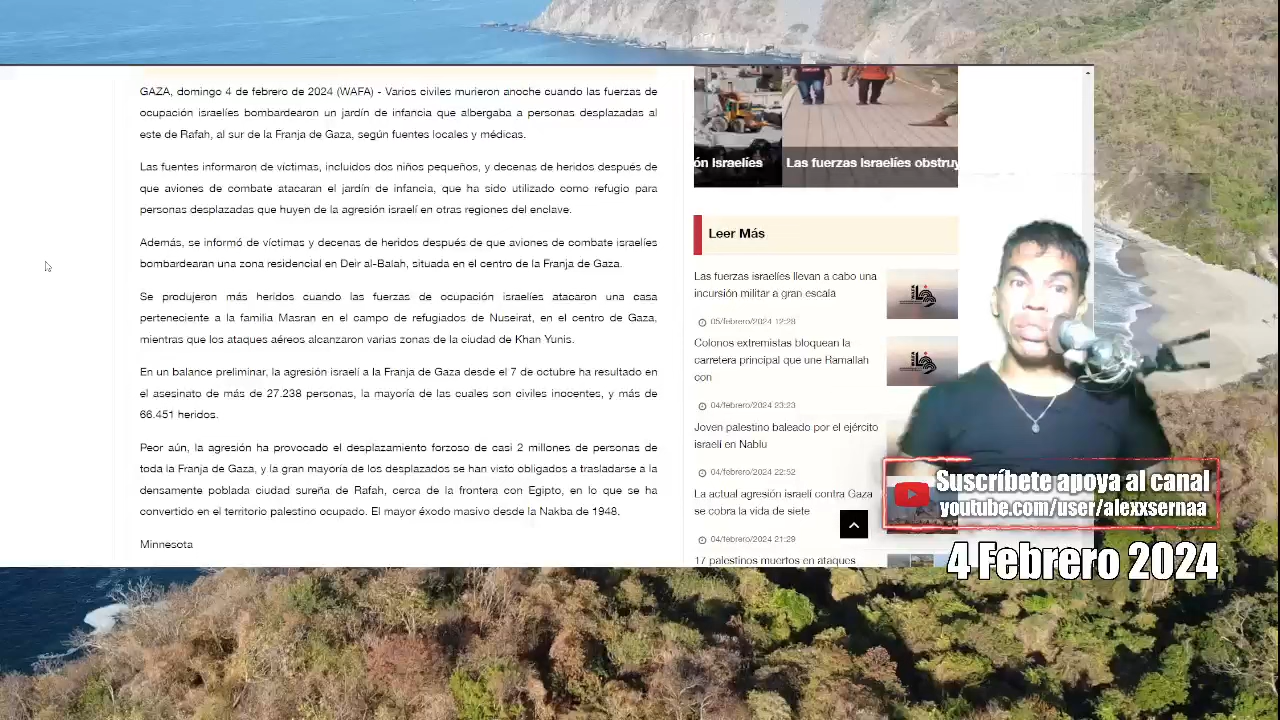 GAZA, domingo 4 de febrero de 2024 (WAFA) - Varios civiles murieron anoche cuando las fuerzas de
ocupación israelíes bombardearon un jardín de infancia que albergaba a personas desplazadas al
este de Rafah, al sur de la Franja de Gaza, según fuentes locales y médicas.
Las fuentes informaron de víctimas, incluidos dos niños pequeños, y decenas de heridos después de
que aviones de combate atacaran el jardín de infancia, que ha sido utilizado como refugio para
personas desplazadas que huyen de la agresión israelí en otras regiones del enclave.
Además, se informó de víctimas y decenas de heridos después de que aviones de combate israelíes
bombardearan una zona residencial en Deir al-Balah, situada en el centro de la Franja de Gaza.
Se produjeron más heridos cuando las fuerzas de ocupación israelíes atacaron una casa
perteneciente a la familia Masran en el campo de refugiados de Nuseirat, en el centro de Gaza,
mientras que los ataques aéreos alcanzaron varias zonas de la ciudad de Khan Yunis.
En un balance preliminar, la agresión israelí a la Franja de Gaza desde el 7 de octubre ha resultado en
el asesinato de más de 27.238 personas, la mayoría de las cuales son civiles inocentes, y más de
66.451 heridos.
Peor aún, la agresión ha provocado el desplazamiento forzoso de casi 2 millones de personas de
toda la Franja de Gaza, y la gran mayoría de los desplazados se han visto obligados a trasladarse a la
densamente poblada ciudad sureña de Rafah, cerca de la frontera con Egipto, en lo que se ha
convertido en el territorio palestino más extenso. El mayor éxodo masivo desde la Nakba de 1948.
Minnesota
ón israelíes
Las fuerzas israelíes obstruy
Leer Más
Las fuerzas israelíes llevan a cabo una
incursión militar a gran escala
05/febrero/2024 12:28
Colonos extremistas bloquean la
carretera principal que une Ramallah
con
04/febrero/2024 23:23
Joven palestino baleado por el ejército
israelí en Nablu
04/febrero/2024 22:52
La actual agresión israelí contra Gaza
se cobra la vida de siete
04/febrero/2024 21:29
17 palestinos muertos en ataques
Suscríbete apoya al canal
youtube.com/user/alexxsernaa
4 Febrero 2024